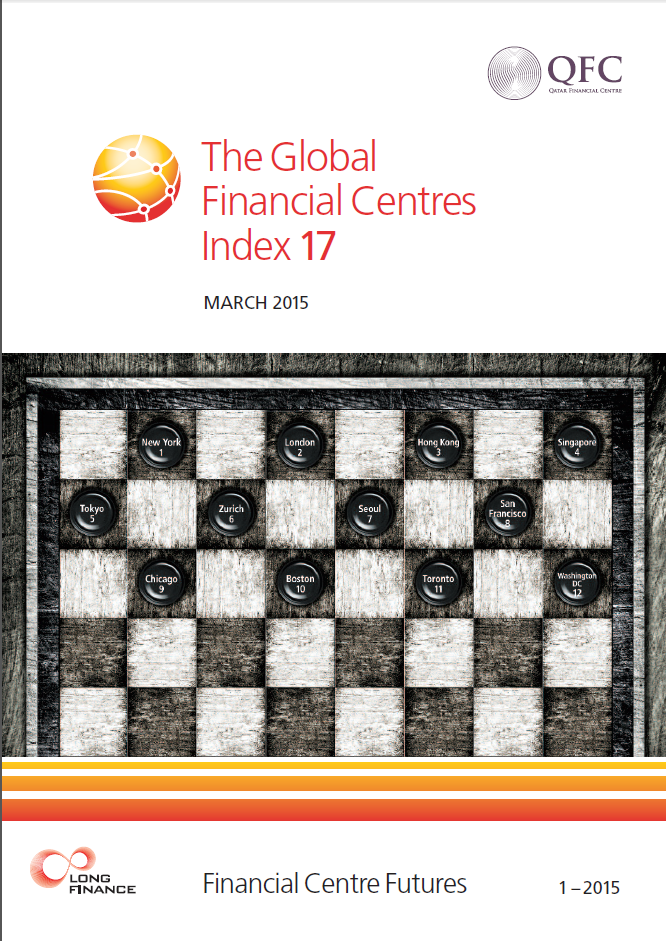 QFC
QATAR FINANCIAL CENTRE
The Global
Financial Centres
Index 17
MARCH 2015
New York
1
London
2
Hong Kong
3
Singapore
4
Tokyo
5
Zurich
6
Seoul
7
San
Francisco
8
Chicago
9
Boston
10
Toronto
11
Washington
DC
12
LONG
FINANCE
Financial Centre Futures
1 – 2015